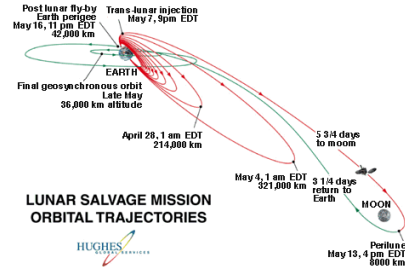 Post lunar fly-by
Earth perigee
May 16, 11 pm EDT
42,000 km
Trans-lunar injection
May 7, 9pm EDT
EARTH
Final geosynchronous orbit
Late May
36,000 km altitude
April 28, 1 am EDT
214,000 km
May 4, 1 am EDT
321,000 km
5 3/4 days
to moom
3 1/4 days
return to
Earth
MOON
Perilune
May 13, 4 pm EDT
8000 km
LUNAR SALVAGE MISSION
ORBITAL TRAJECTORIES
HUGHES
GLOBAL SERVICES